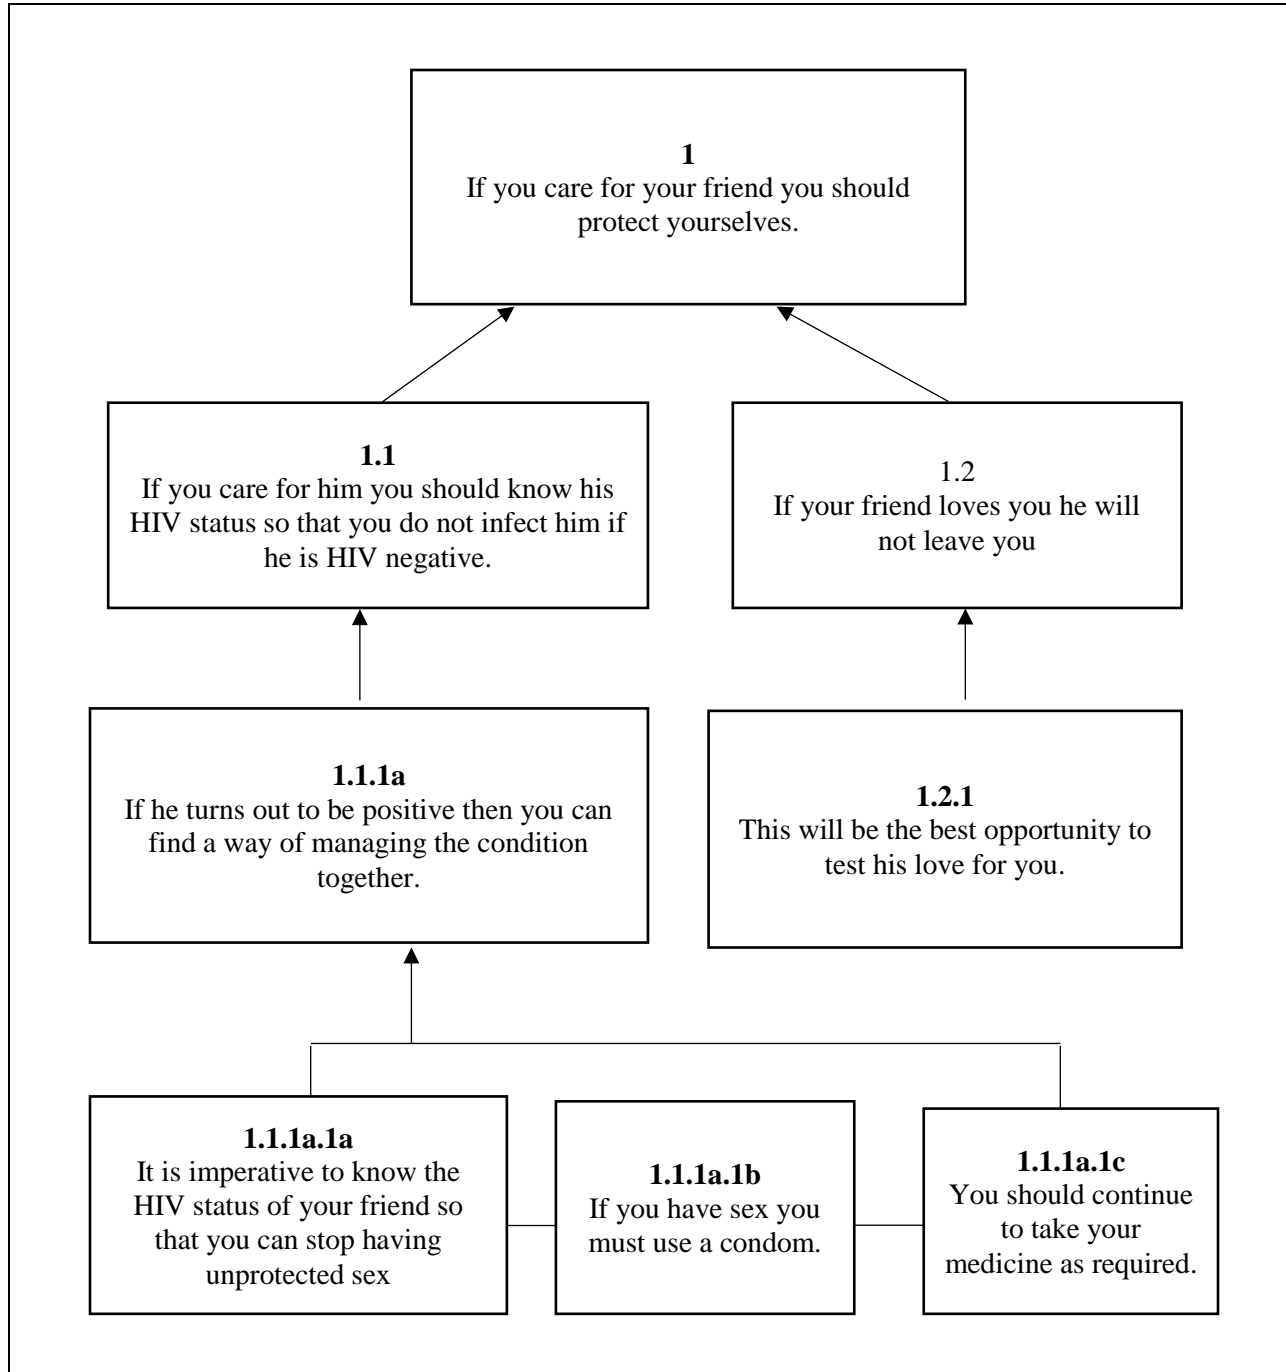 1
If you care for your friend you should
protect yourselves.
1.1
If you care for him you should know his
HIV status so that you do not infect him if
he is HIV negative.
1.2
If your friend loves you he will
not leave you
1.1.1a
If he turns out to be positive then you can
find a way of managing the condition
together.
1.2.1
This will be the best opportunity to
test his love for you.
1.1.1a.1a
It is imperative to know the
HIV status of your friend so
that you can stop having
unprotected sex
1.1.1a.1b
If you have sex you
must use a condom.
1.1.1a.1c
You should continue
to take your
medicine as required.